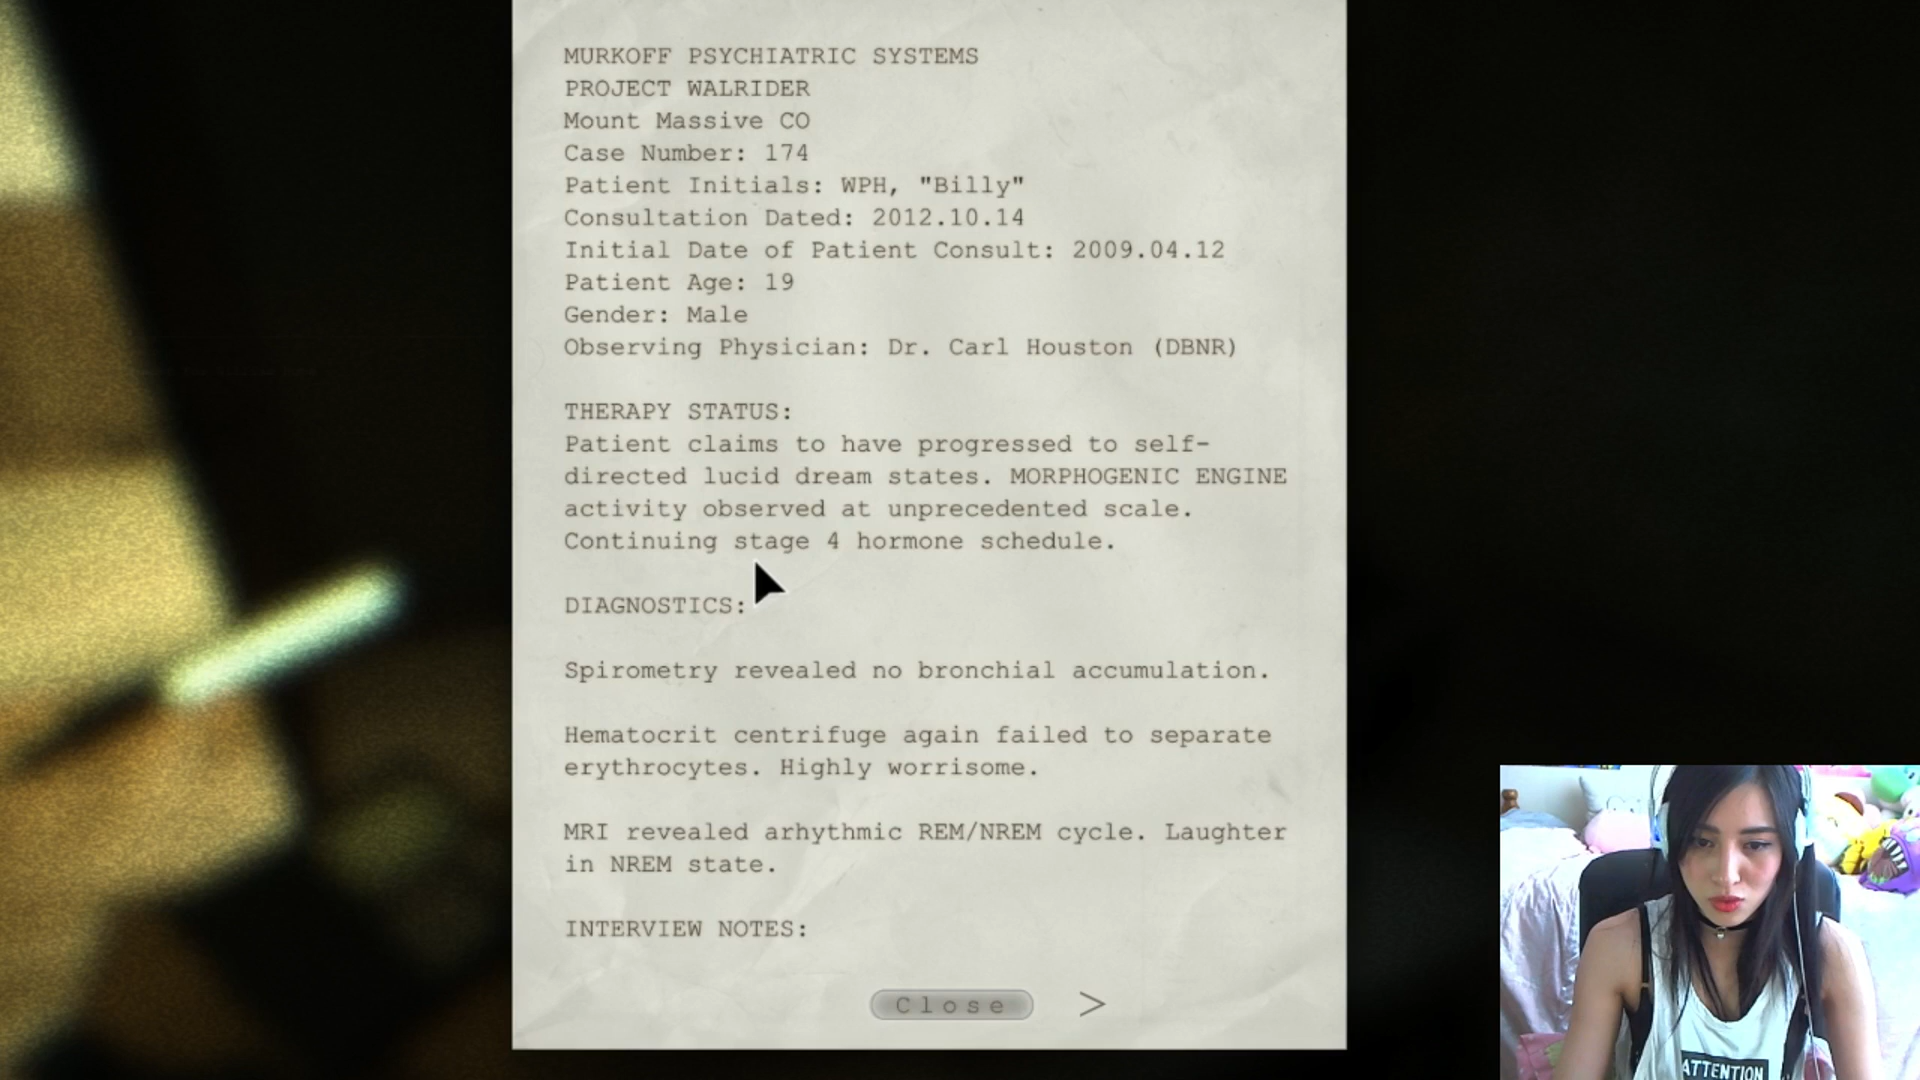 MURKOFF PSYCHIATRIC SYSTEMS
PROJECT WALRIDER
Mount Massive CO
Case Number: 174
Patient Initials: WPH, "Billy"
Consultation Dated: 2012.10.14
Initial Date of Patient Consult: 2009.04.12
Patient Age: 19
Gender: Male
Observing Physician: Dr. Carl Houston (DBNR)
THERAPY STATUS:
Patient claims to have progressed to self-
directed lucid dream states. MORPHOGENIC ENGINE
activity observed at unprecedented scale.
Continuing stage 4 hormone schedule.
DIAGNOSTICS:
Spirometry revealed no bronchial accumulation.
Hematocrit centrifuge again failed to separate
erythrocytes. Highly worrisome.
MRI revealed arhythmic REM/NREM cycle. Laughter
in NREM state.
INTERVIEW NOTES:
Close >
ATTENTION